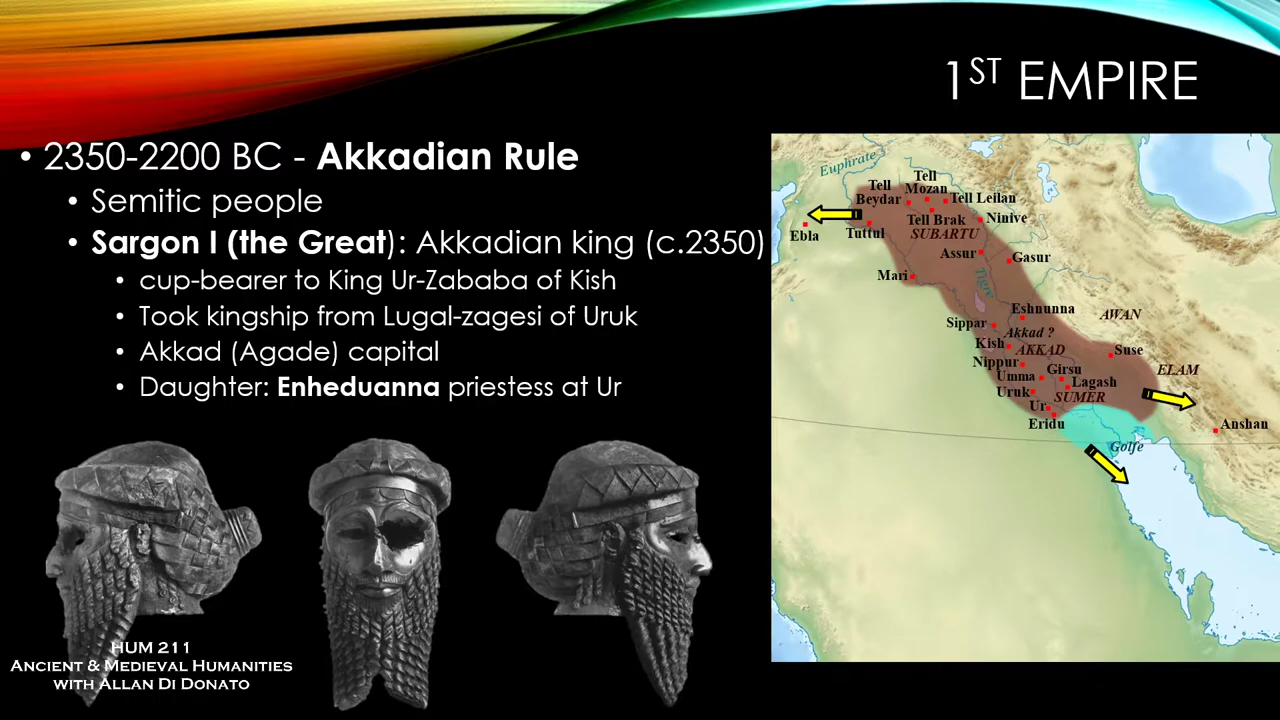 1ST EMPIRE
• 2350-2200 BC - Akkadian Rule
• Semitic people
• Sargon I (the Great): Akkadian king (c.2350)
• cup-bearer to King Ur-Zababa of Kish
• Took kingship from Lugal-zagesi of Uruk
• Akkad (Agade) capital
• Daughter: Enheduanna priestess at Ur
HUM 211
Ancient & Medieval Humanities
with Allan Di Donato
Euphrate
Tell
Mozan
Tell
Beydar
Tell Leilan
Tell Brak
Ninive
Ebla
Tuttul
SUBARTU
Assur
Gasur
Mari
Tigre
Eshnunna
AWAN
Sippar
Akkad ?
Kish
AKKAD
Suse
Nippur
Girsu
ELAM
Umma
Lagash
Uruk
SUMER
Ur
Eridu
Anshan
Golfe